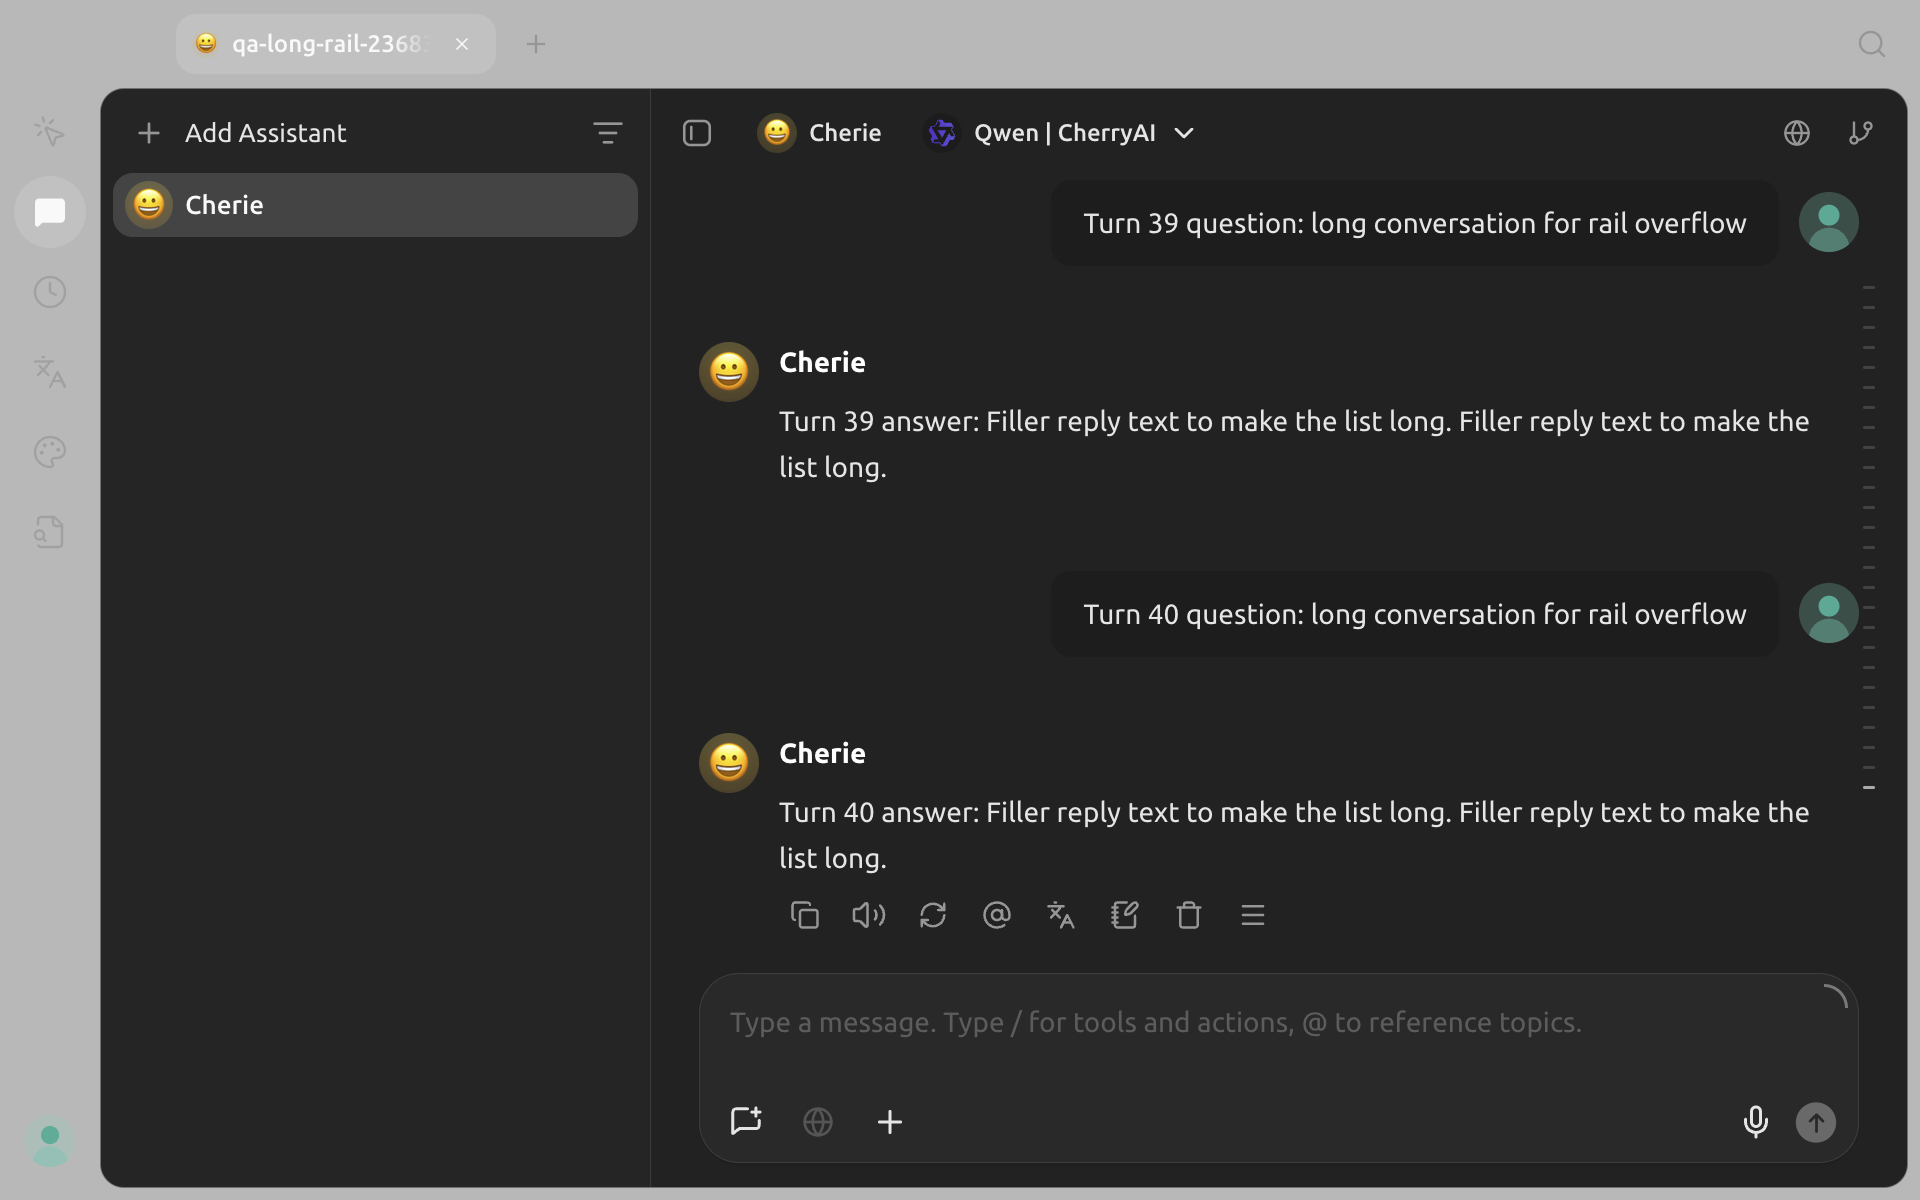 qa-long-rail-2368
Add Assistant
Cherie
Cherie
Qwen | CherryAI
Turn 39 question: long conversation for rail overflow
Cherie
Turn 39 answer: Filler reply text to make the list long. Filler reply text to make the
list long.
Turn 40 question: long conversation for rail overflow
Cherie
Turn 40 answer: Filler reply text to make the list long. Filler reply text to make the
list long.
Type a message. Type / for tools and actions, @ to reference topics.